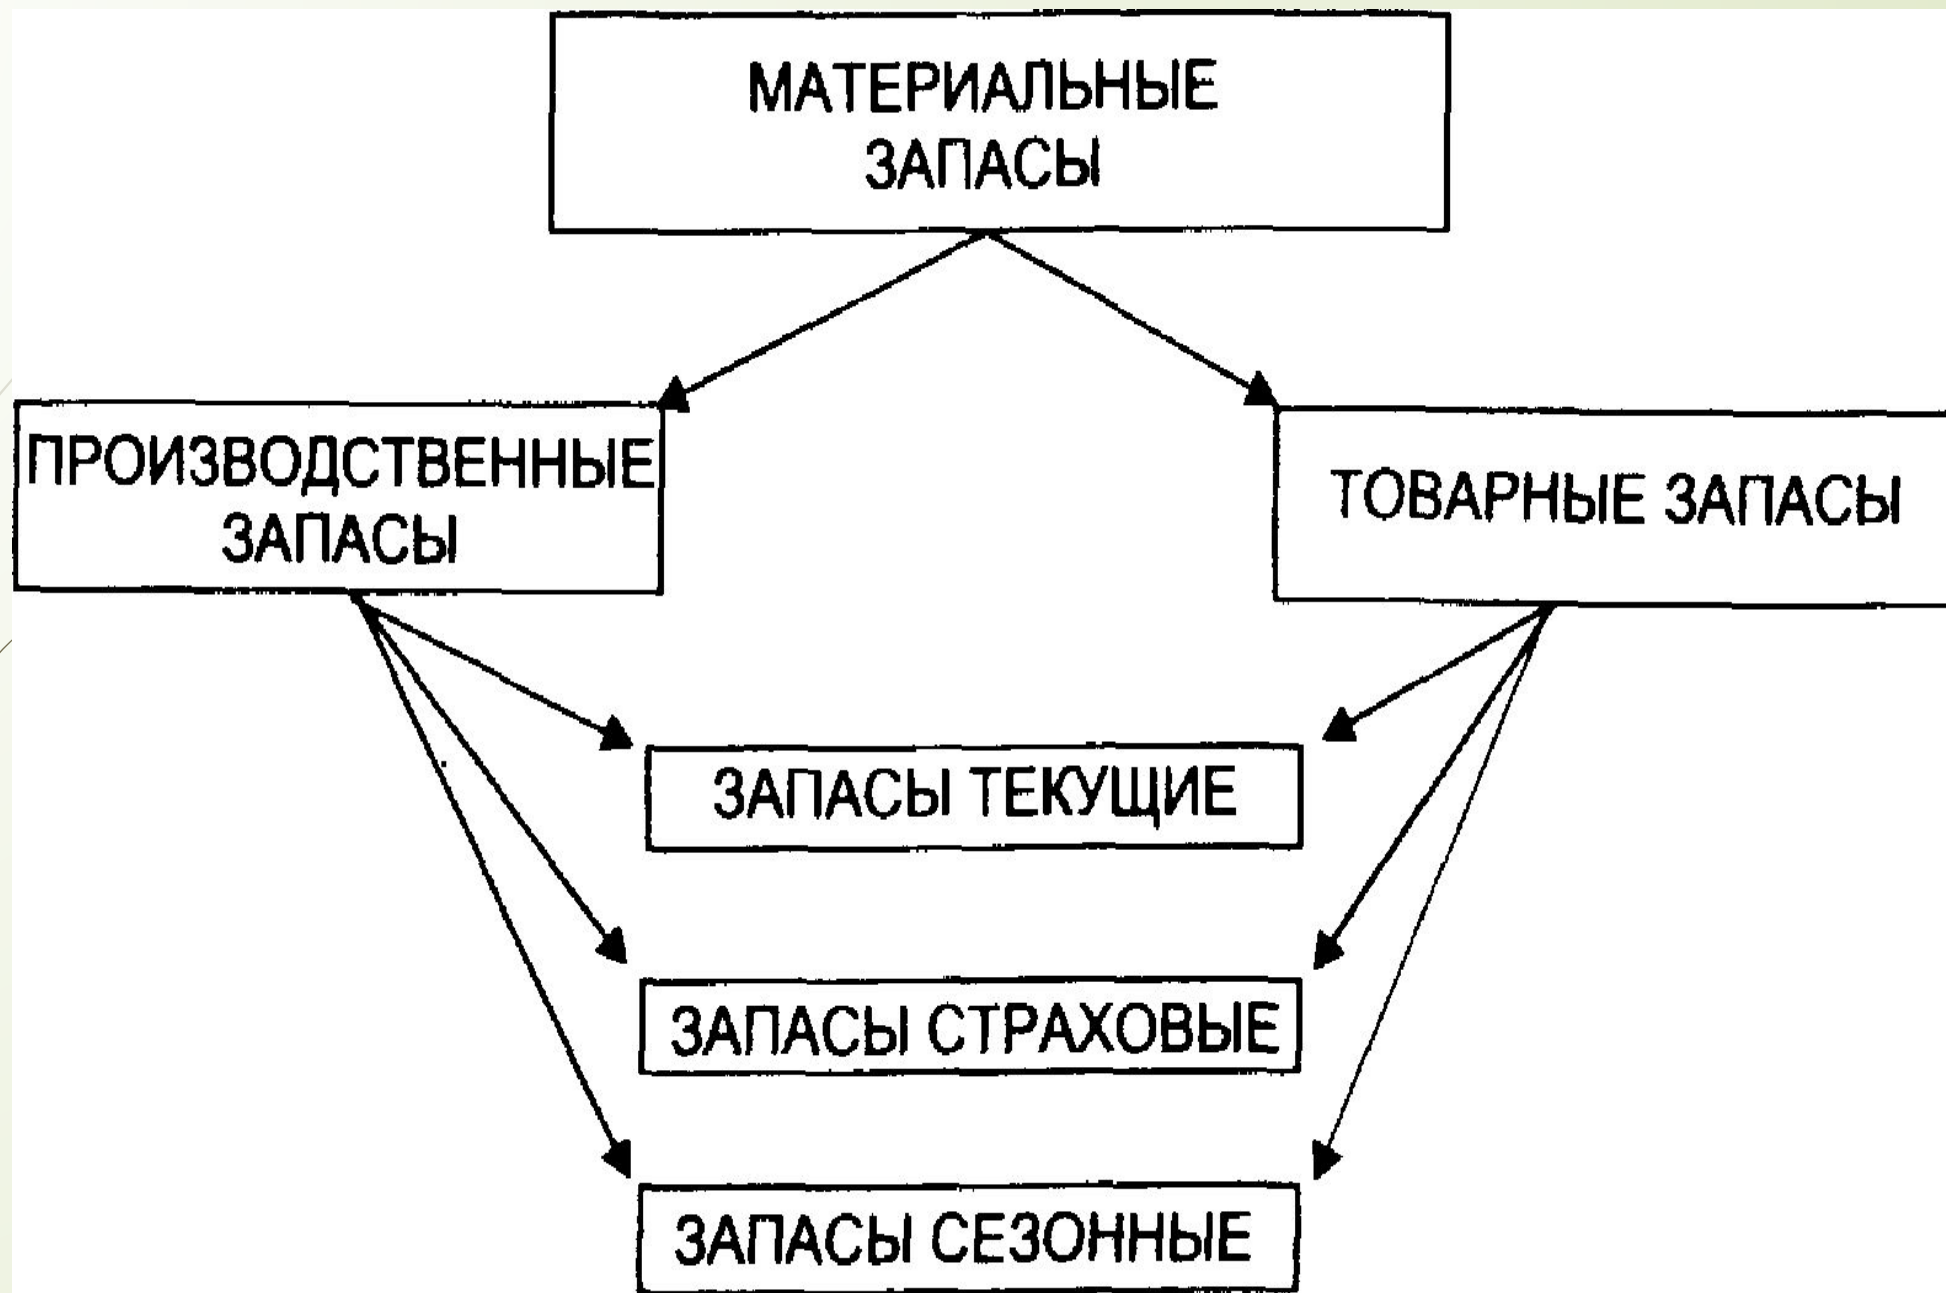 МАТЕРИАЛЬНЫЕ
ЗАПАСЫ
ПРОИЗВОДСТВЕННЫЕ
ЗАПАСЫ
ТОВАРНЫЕ ЗАПАСЫ
ЗАПАСЫ ТЕКУЩИЕ
ЗАПАСЫ СТРАХОВЫЕ
ЗАПАСЫ СЕЗОННЫЕ